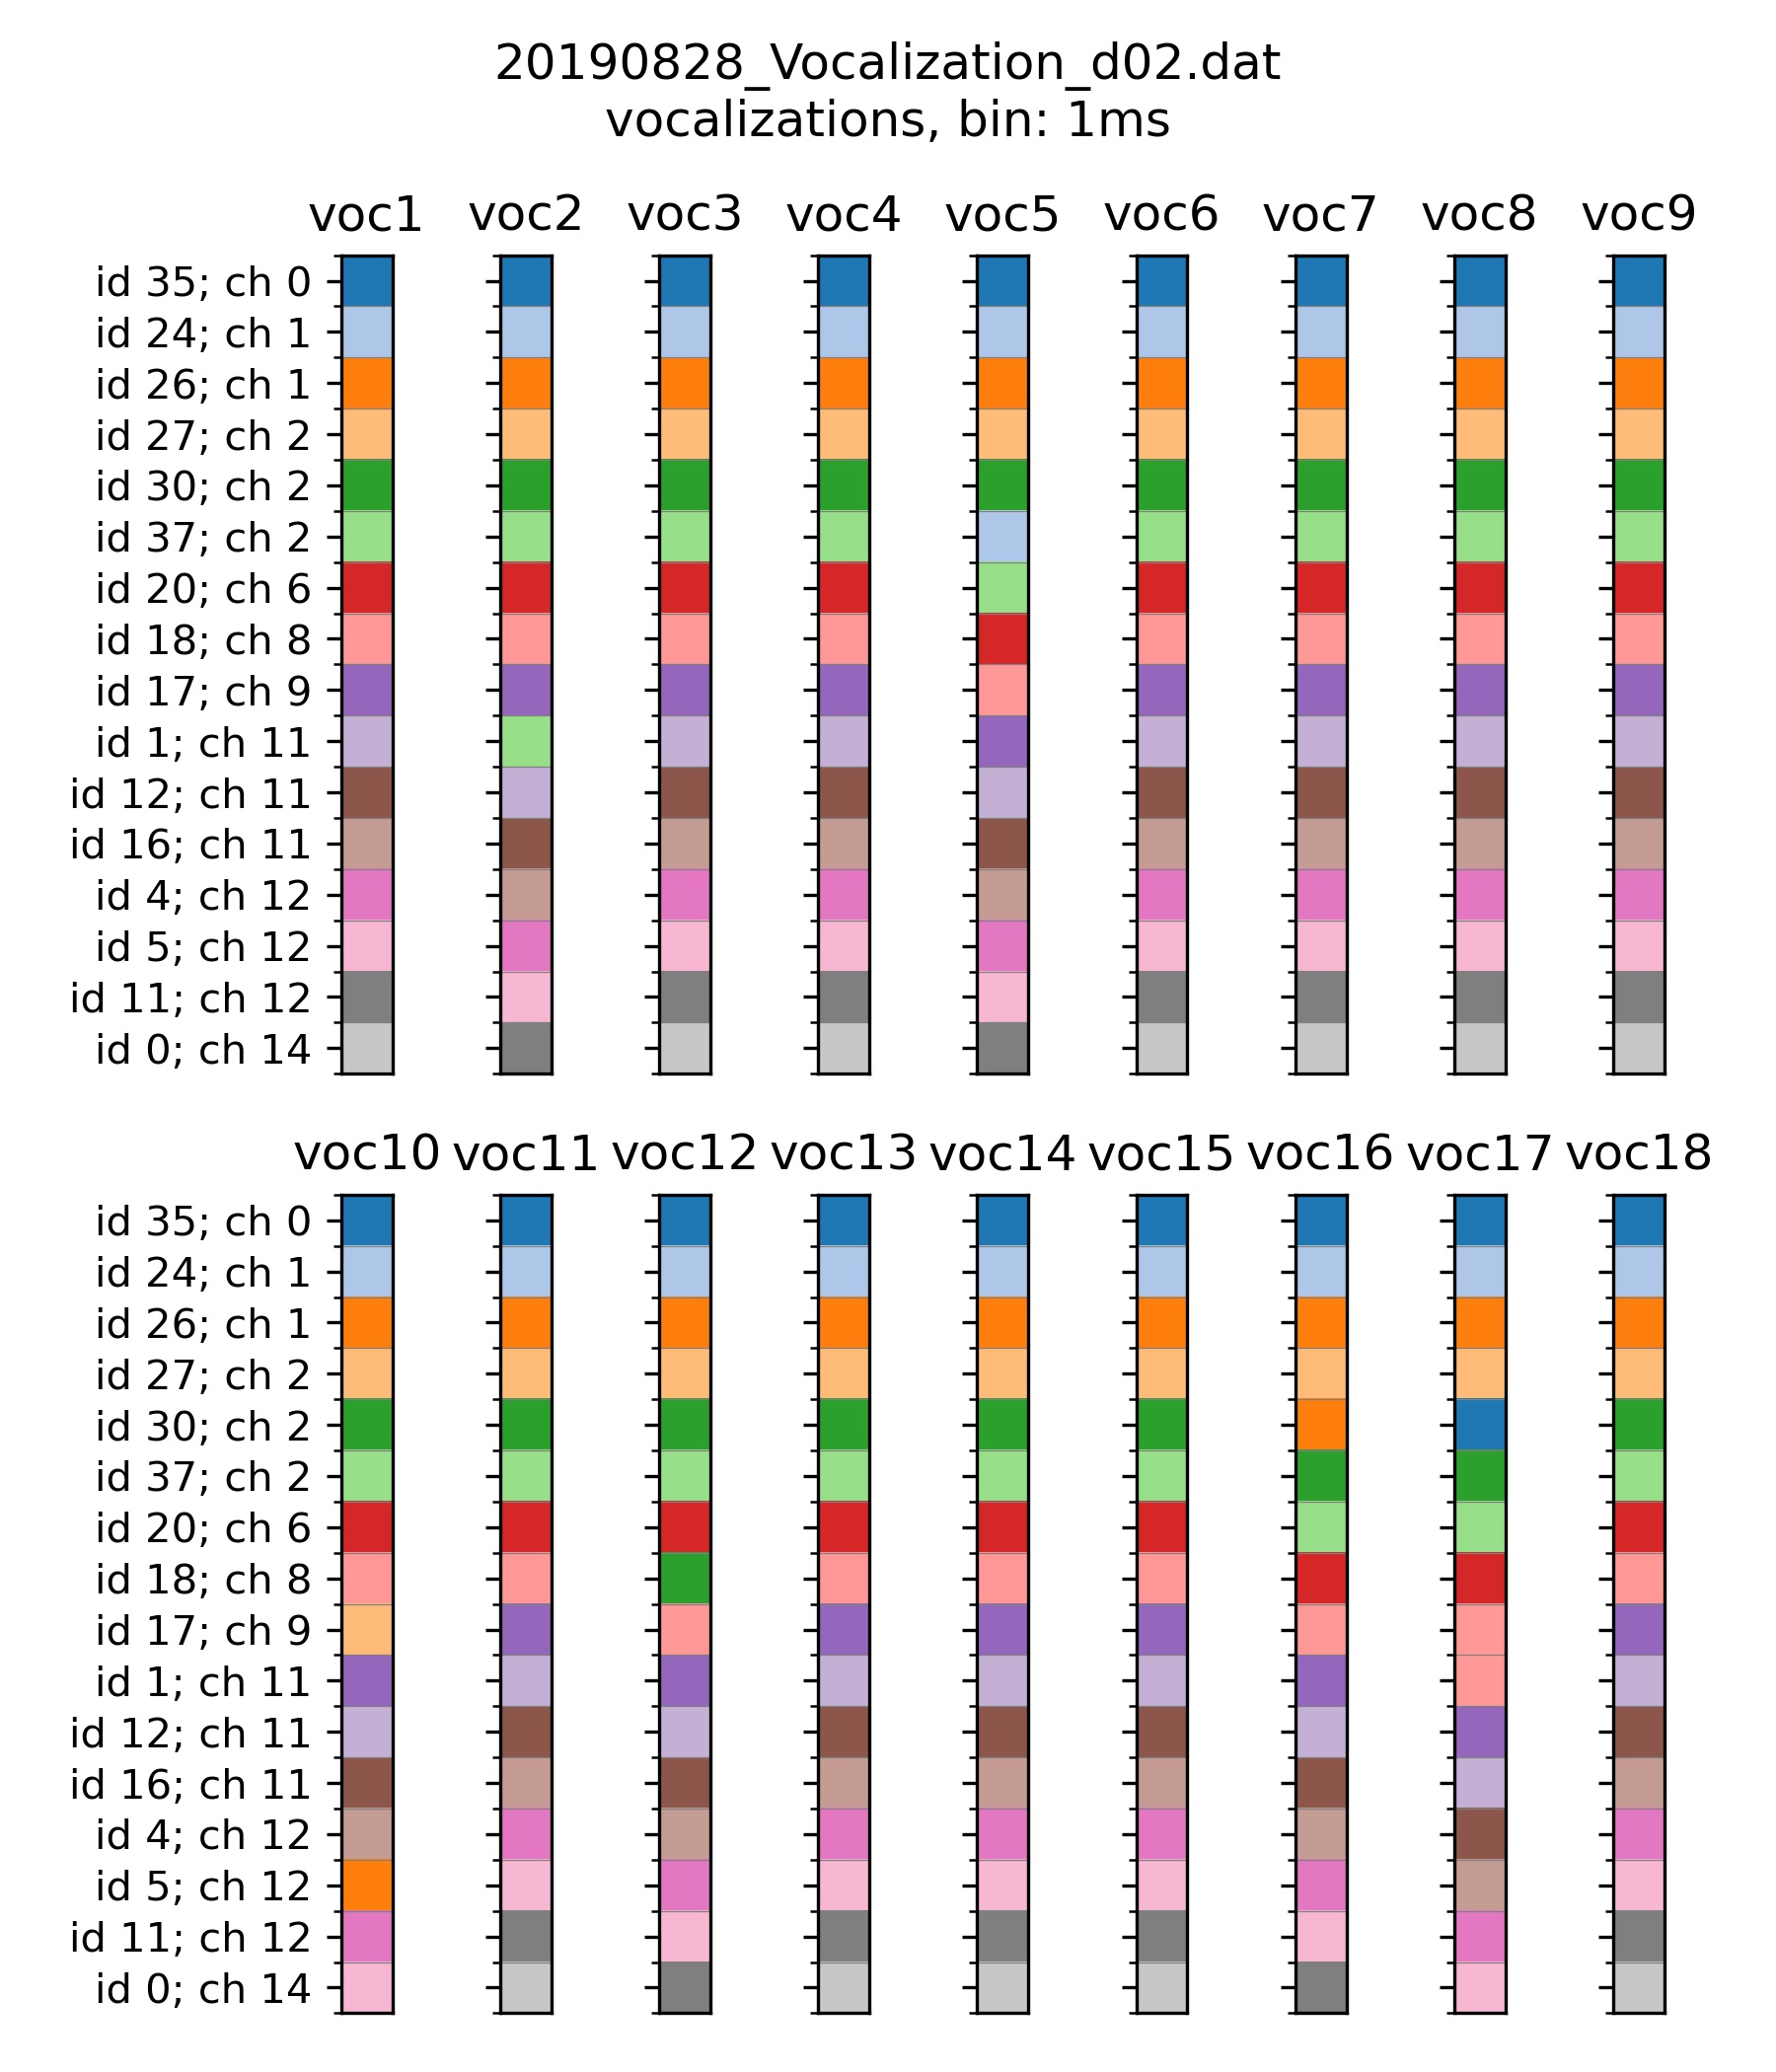 20190828_Vocalization_d02.dat
vocalizations, bin: 1ms
voc1 voc2 voc3 voc4 voc5 voc6 voc7 voc8 voc9
id 35; ch 0
id 24; ch 1
id 26; ch 1
id 27; ch 2
id 30; ch 2
id 37; ch 2
id 20; ch 6
id 18; ch 8
id 17; ch 9
id 1; ch 11
id 12; ch 11
id 16; ch 11
id 4; ch 12
id 5; ch 12
id 11; ch 12
id 0; ch 14
voc10 voc11 voc12 voc13 voc14 voc15 voc16 voc17 voc18
id 35; ch 0
id 24; ch 1
id 26; ch 1
id 27; ch 2
id 30; ch 2
id 37; ch 2
id 20; ch 6
id 18; ch 8
id 17; ch 9
id 1; ch 11
id 12; ch 11
id 16; ch 11
id 4; ch 12
id 5; ch 12
id 11; ch 12
id 0; ch 14